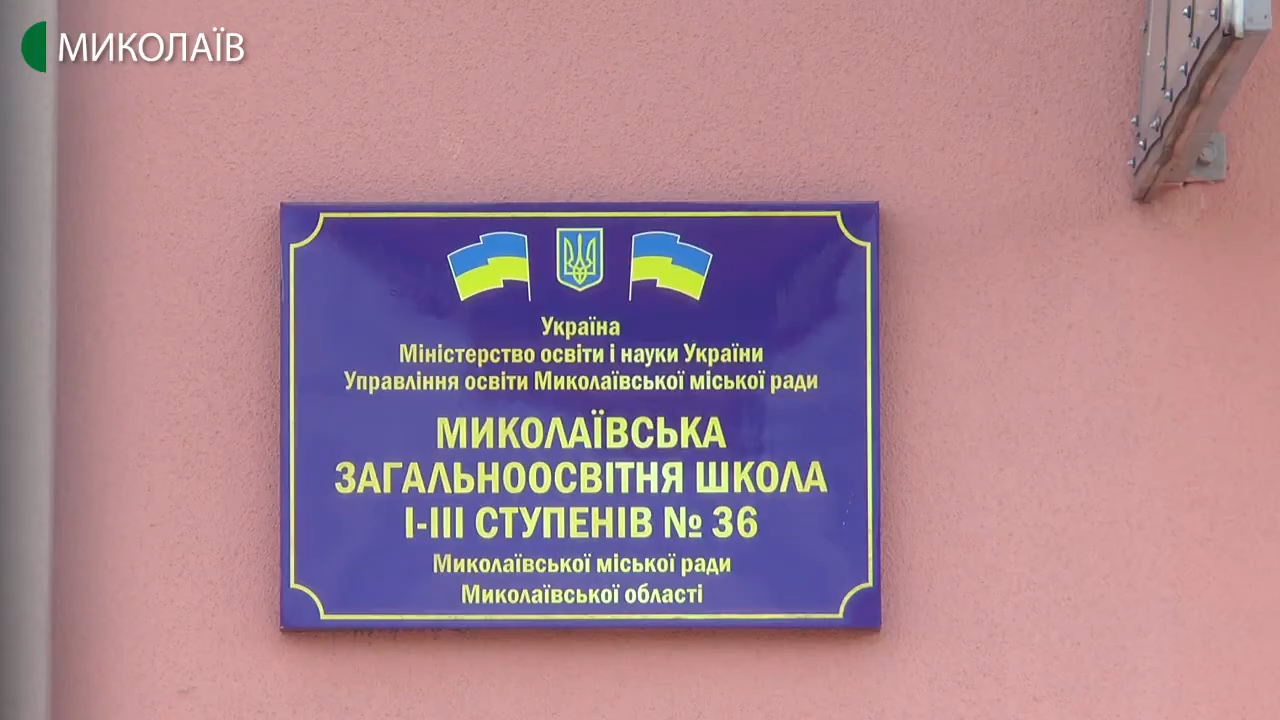 МИКОЛАЇВ
Україна
Міністерство освіти і науки України
Управління освіти Миколаївської міської ради
МИКОЛАЇВСЬКА
ЗАГАЛЬНООСВІТНЯ ШКОЛА
І-ІІІ СТУПЕНІВ № 36
Миколаївської міської ради
Миколаївської області